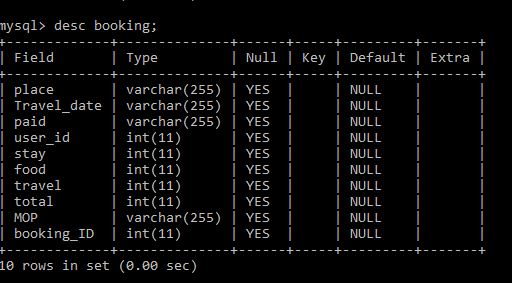 mysql> desc booking;
+-------------+--------------+------+-----+---------+-------+
| Field       | Type         | Null | Key | Default | Extra |
+-------------+--------------+------+-----+---------+-------+
| place       | varchar(255) | YES  |     | NULL    |       |
| Travel_date | varchar(255) | YES  |     | NULL    |       |
| paid        | varchar(255) | YES  |     | NULL    |       |
| user_id     | int(11)      | YES  |     | NULL    |       |
| stay        | int(11)      | YES  |     | NULL    |       |
| food        | int(11)      | YES  |     | NULL    |       |
| travel      | int(11)      | YES  |     | NULL    |       |
| total       | int(11)      | YES  |     | NULL    |       |
| MOP         | varchar(255) | YES  |     | NULL    |       |
| booking_ID  | int(11)      | YES  |     | NULL    |       |
+-------------+--------------+------+-----+---------+-------+
10 rows in set (0.00 sec)